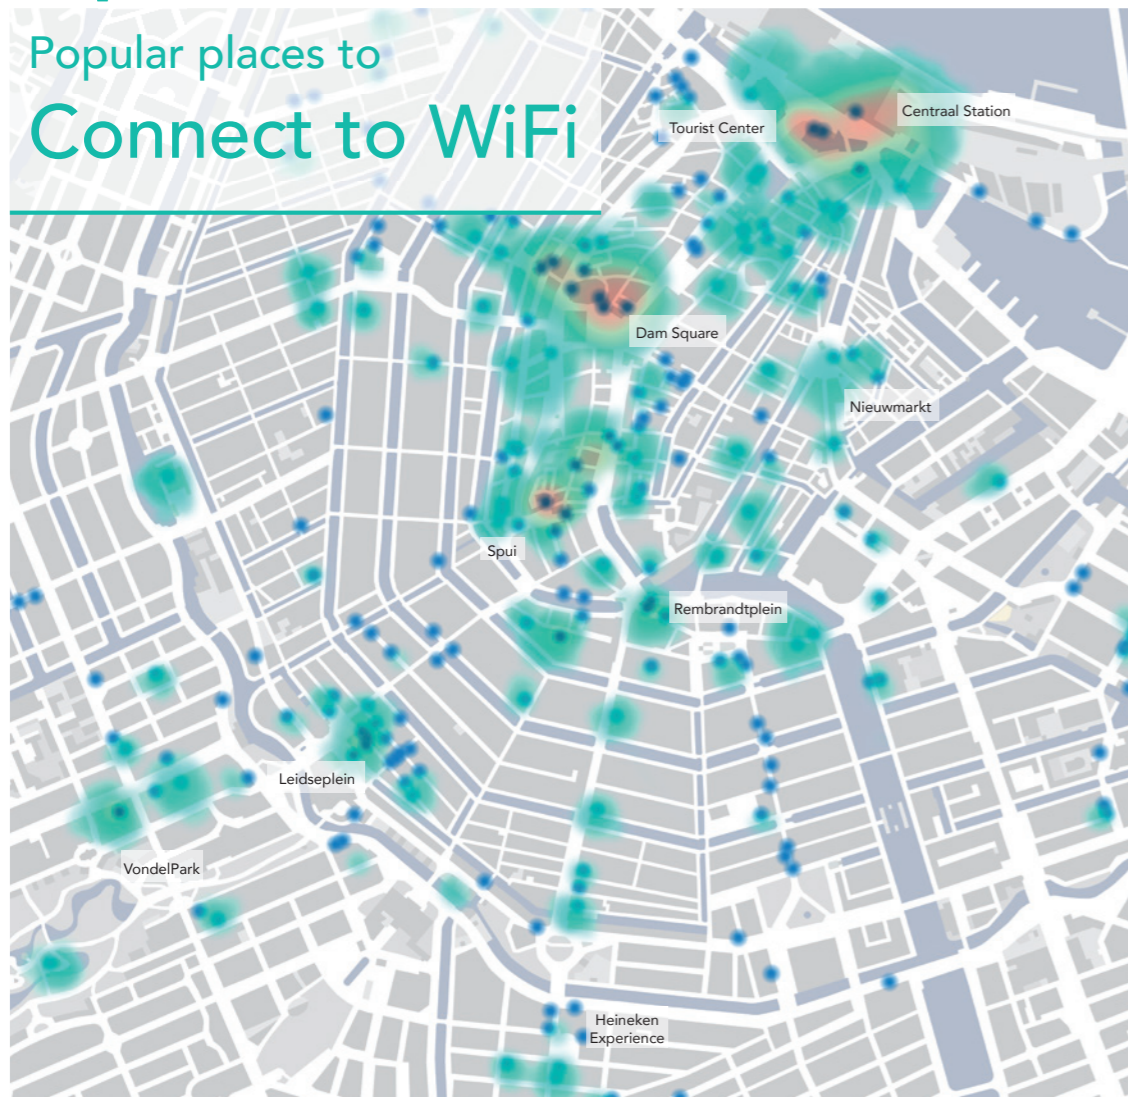 Popular places to
Connect to WiFi
Centraal Station
Tourist Center
Dam Square
Nieuwmarkt
Spui
Rembrandtplein
Leidseplein
VondelPark
Heineken
Experience